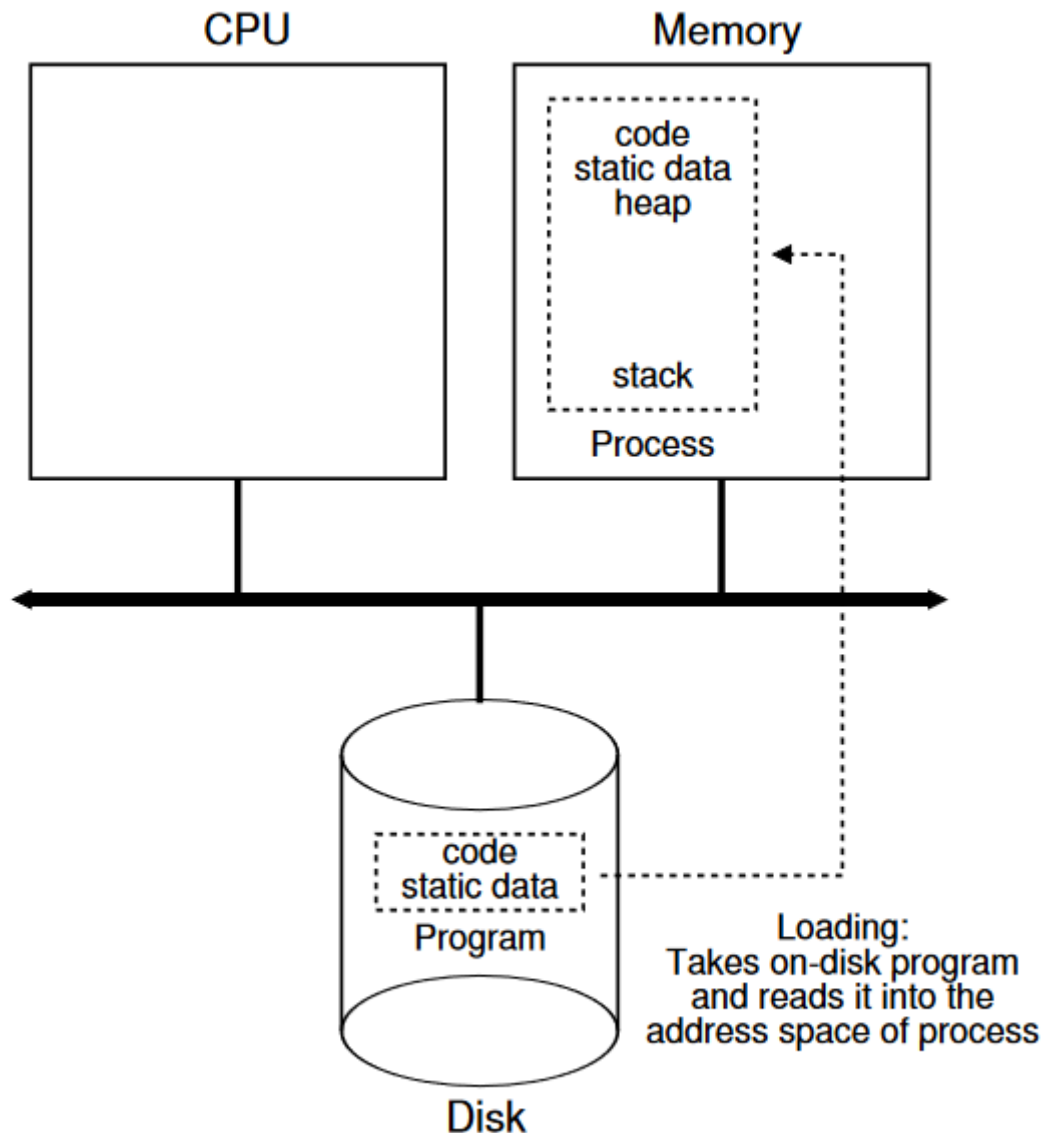 CPU
Memory
code
static data
heap
stack
Process
code
static data
Program
Loading:
Takes on-disk program
and reads it into the
address space of process
Disk